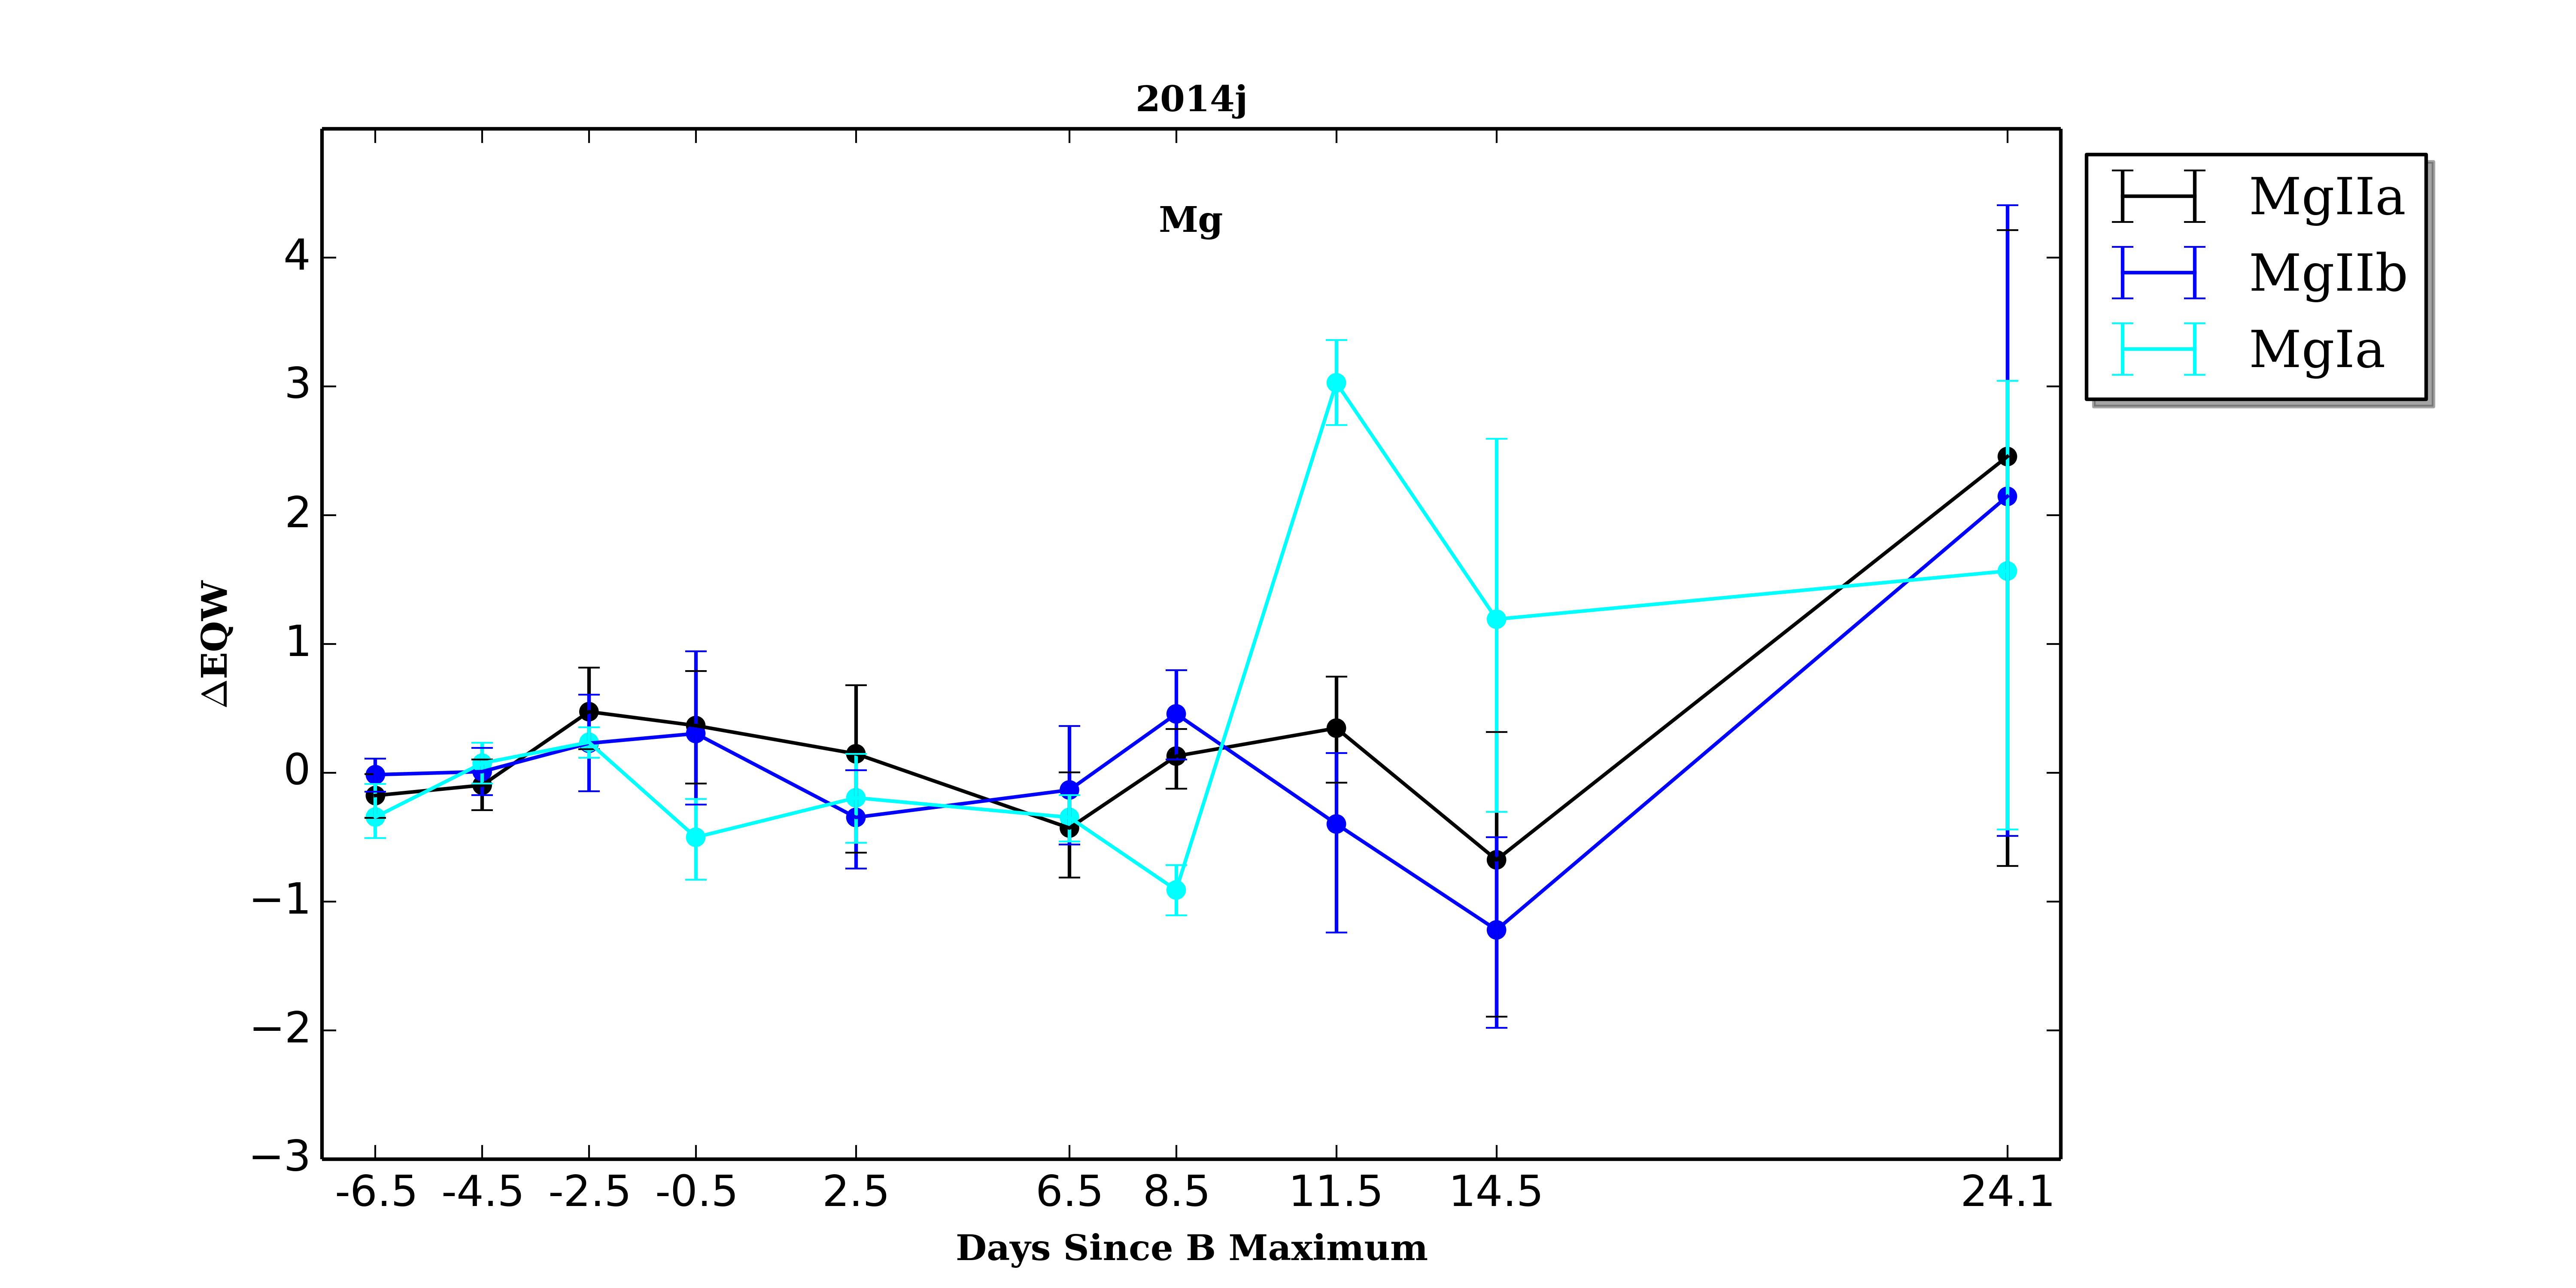 2014j
Mg
MgIIa
MgIIb
MgIa
4
3
2
1
0
−1
−2
−3
ΔEQW
-6.5 -4.5 -2.5 -0.5 2.5 6.5 8.5 11.5 14.5 24.1
Days Since B Maximum